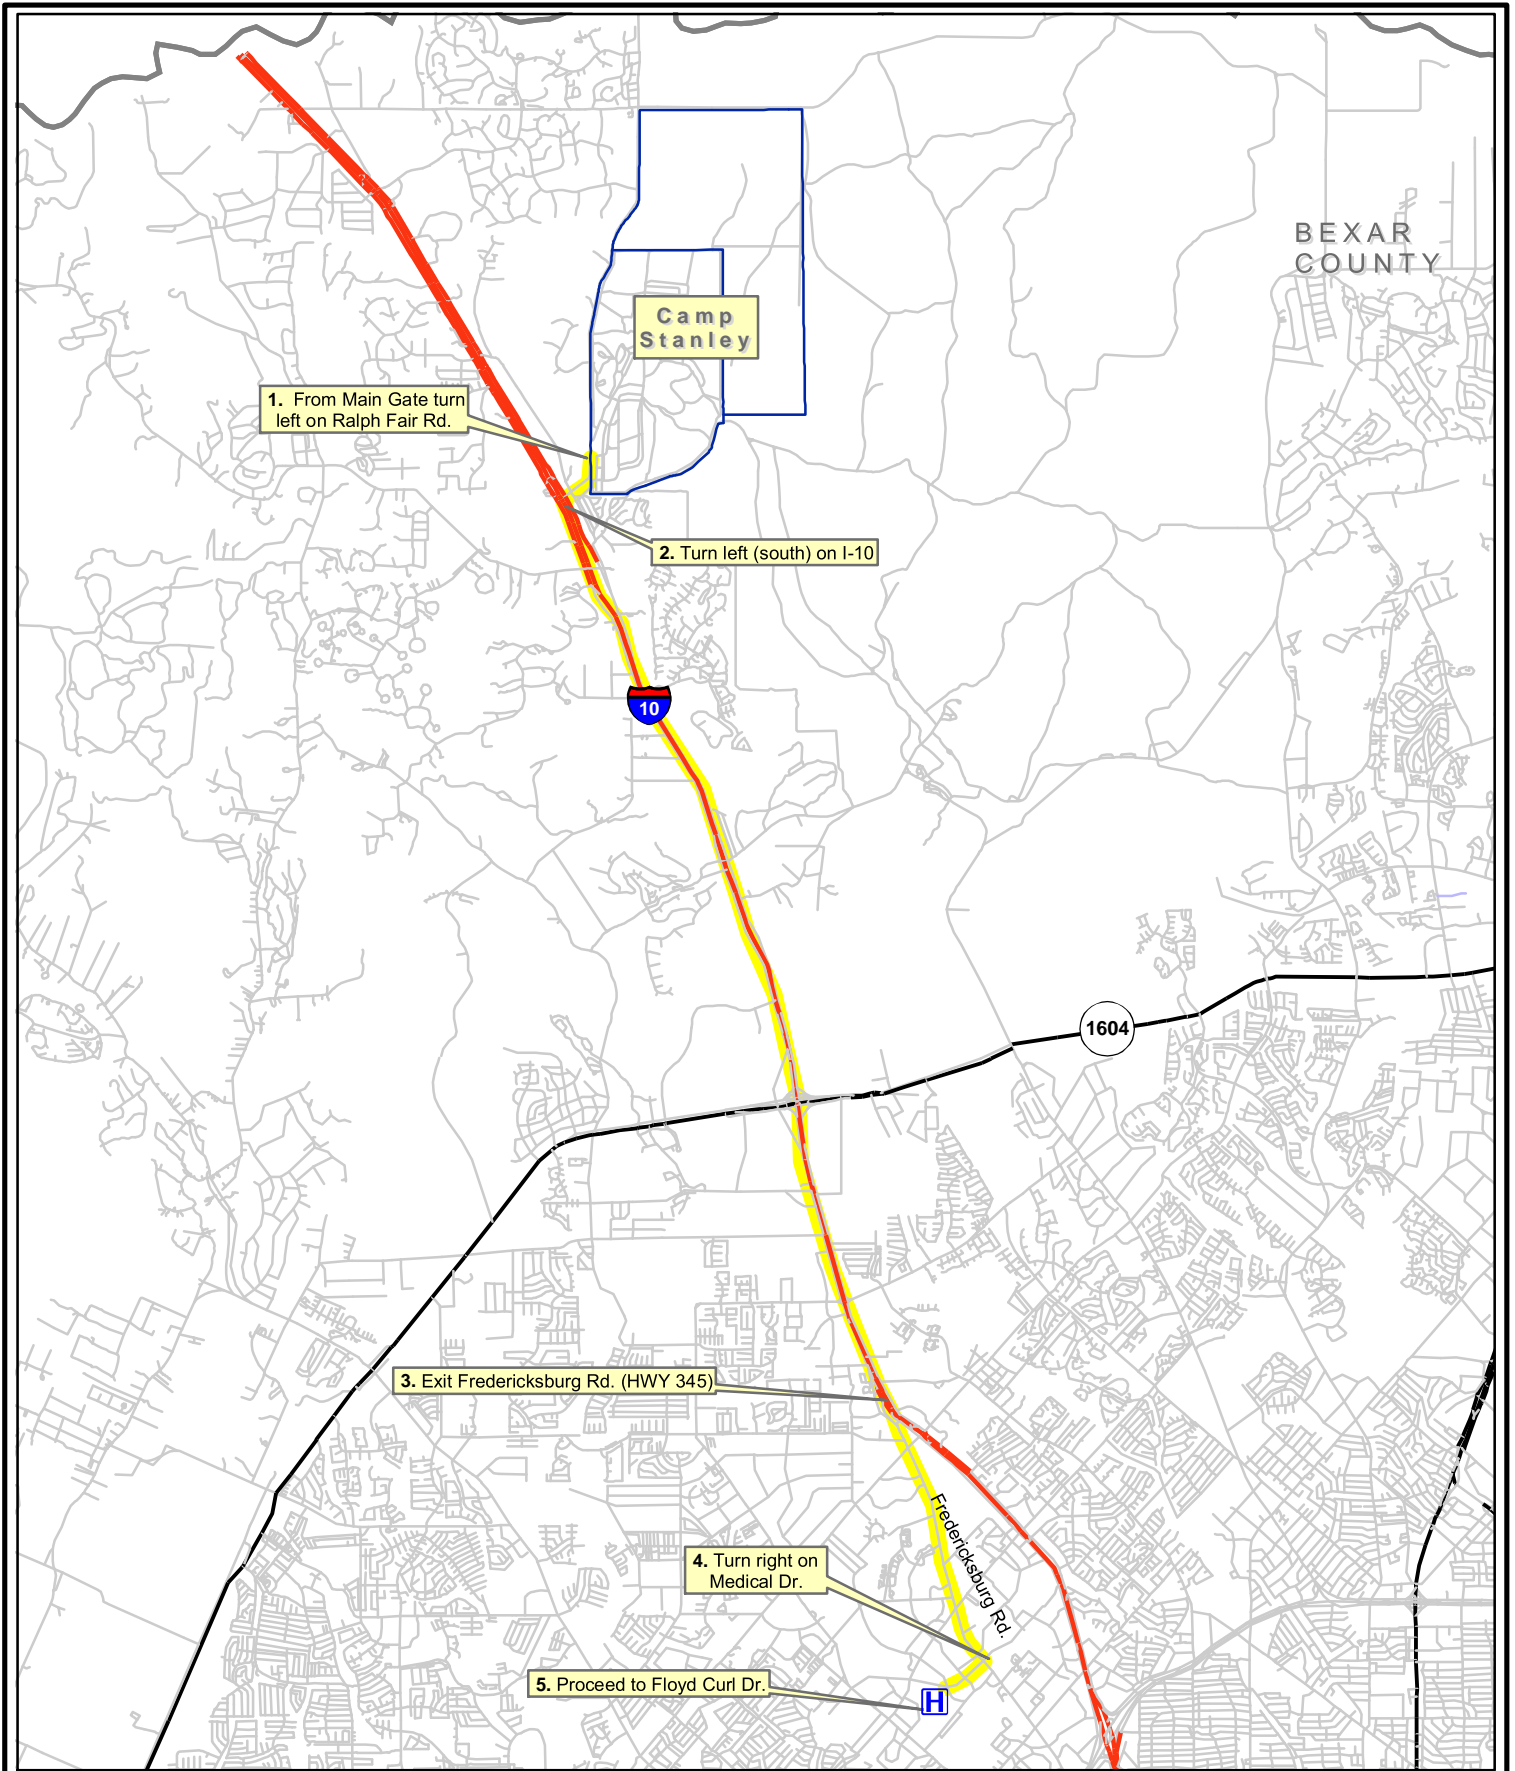 BEXAR
COUNTY
Camp
Stanley
1. From Main Gate turn
left on Ralph Fair Rd.
2. Turn left (south) on I-10
10
1604
3. Exit Fredericksburg Rd. (HWY 345)
Fredericksburg Rd.
4. Turn right on
Medical Dr.
5. Proceed to Floyd Curl Dr.
H